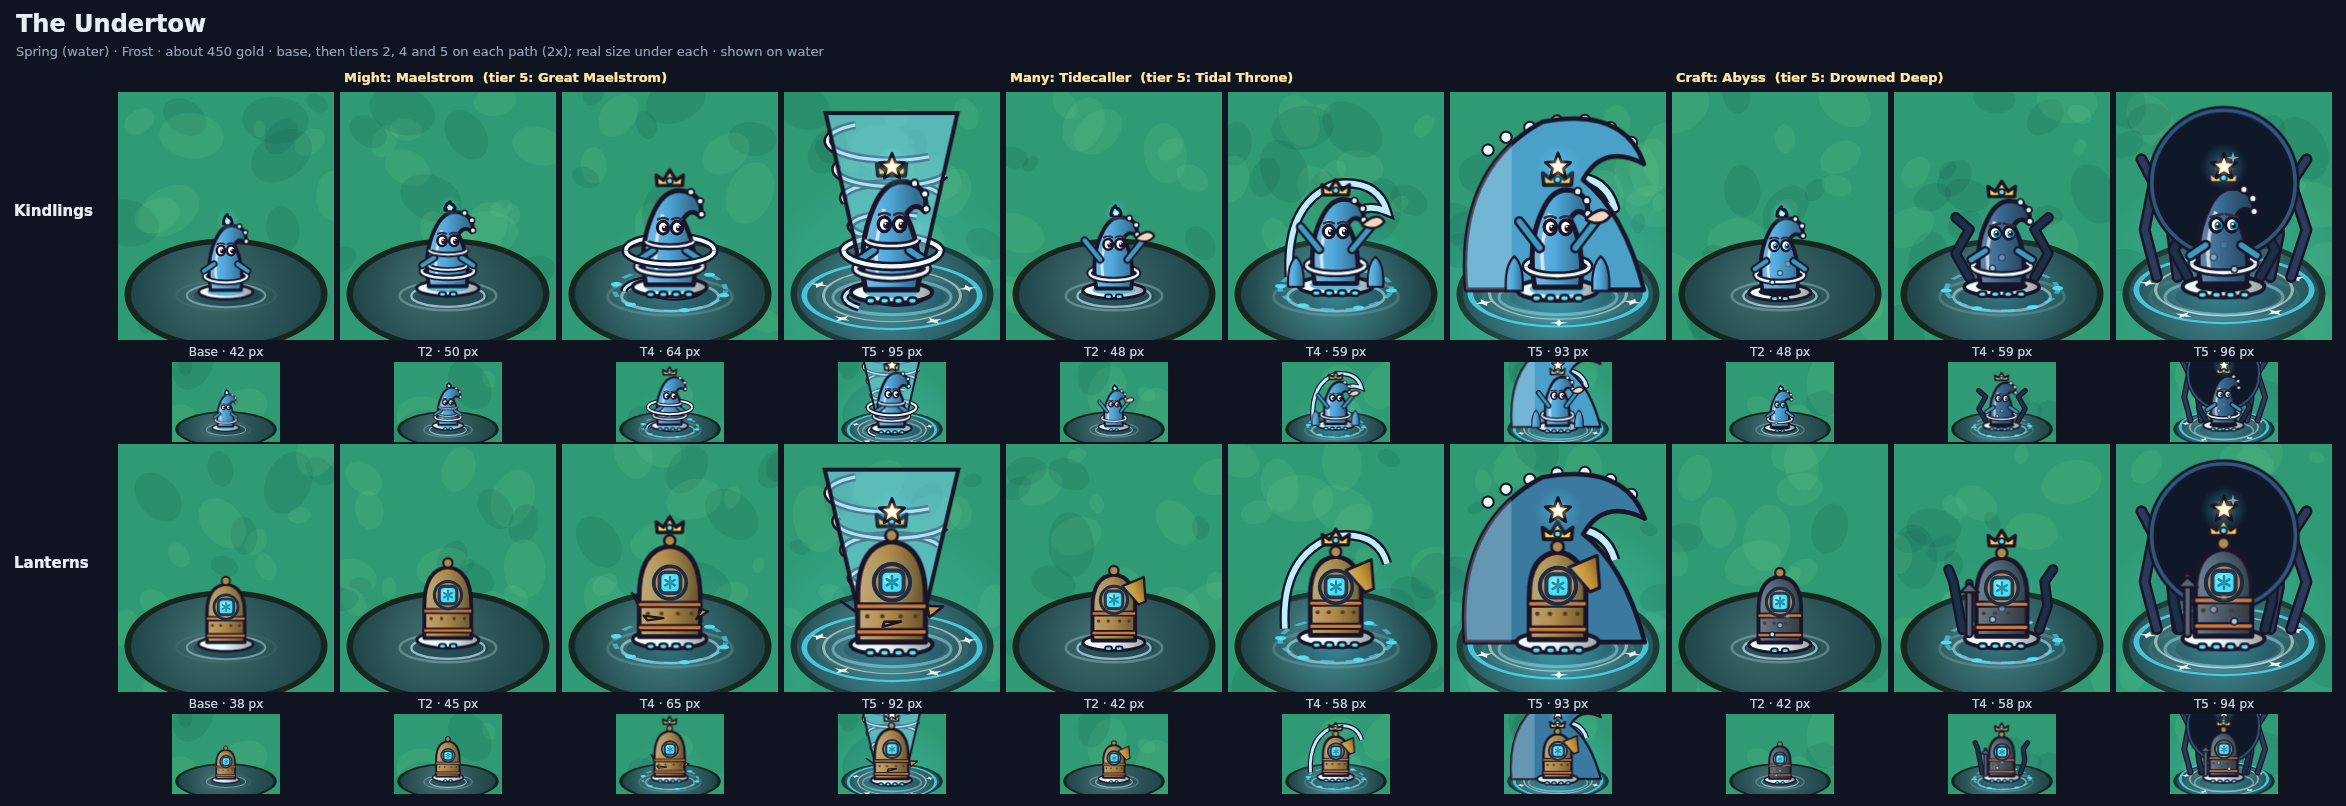 The Undertow
Spring (water) · Frost · about 450 gold · base, then tiers 2, 4 and 5 on each path (2x); real size under each · shown on water
Might: Maelstrom (tier 5: Great Maelstrom)
Many: Tidecaller (tier 5: Tidal Throne)
Craft: Abyss (tier 5: Drowned Deep)
Kindlings
Base · 42 px
T2 · 50 px
T4 · 64 px
T5 · 95 px
T2 · 48 px
T4 · 59 px
T5 · 93 px
T2 · 48 px
T4 · 59 px
T5 · 96 px
Lanterns
Base · 38 px
T2 · 45 px
T4 · 65 px
T5 · 92 px
T2 · 42 px
T4 · 58 px
T5 · 93 px
T2 · 42 px
T4 · 58 px
T5 · 94 px